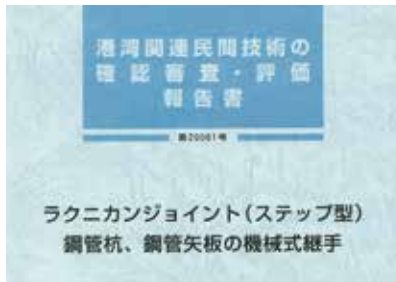 港湾関連民間技術の
確認審査・評価
報告書
第20001号
ラクニカンジョイント（ステップ型）
鋼管杭、鋼管矢板の機械式継手